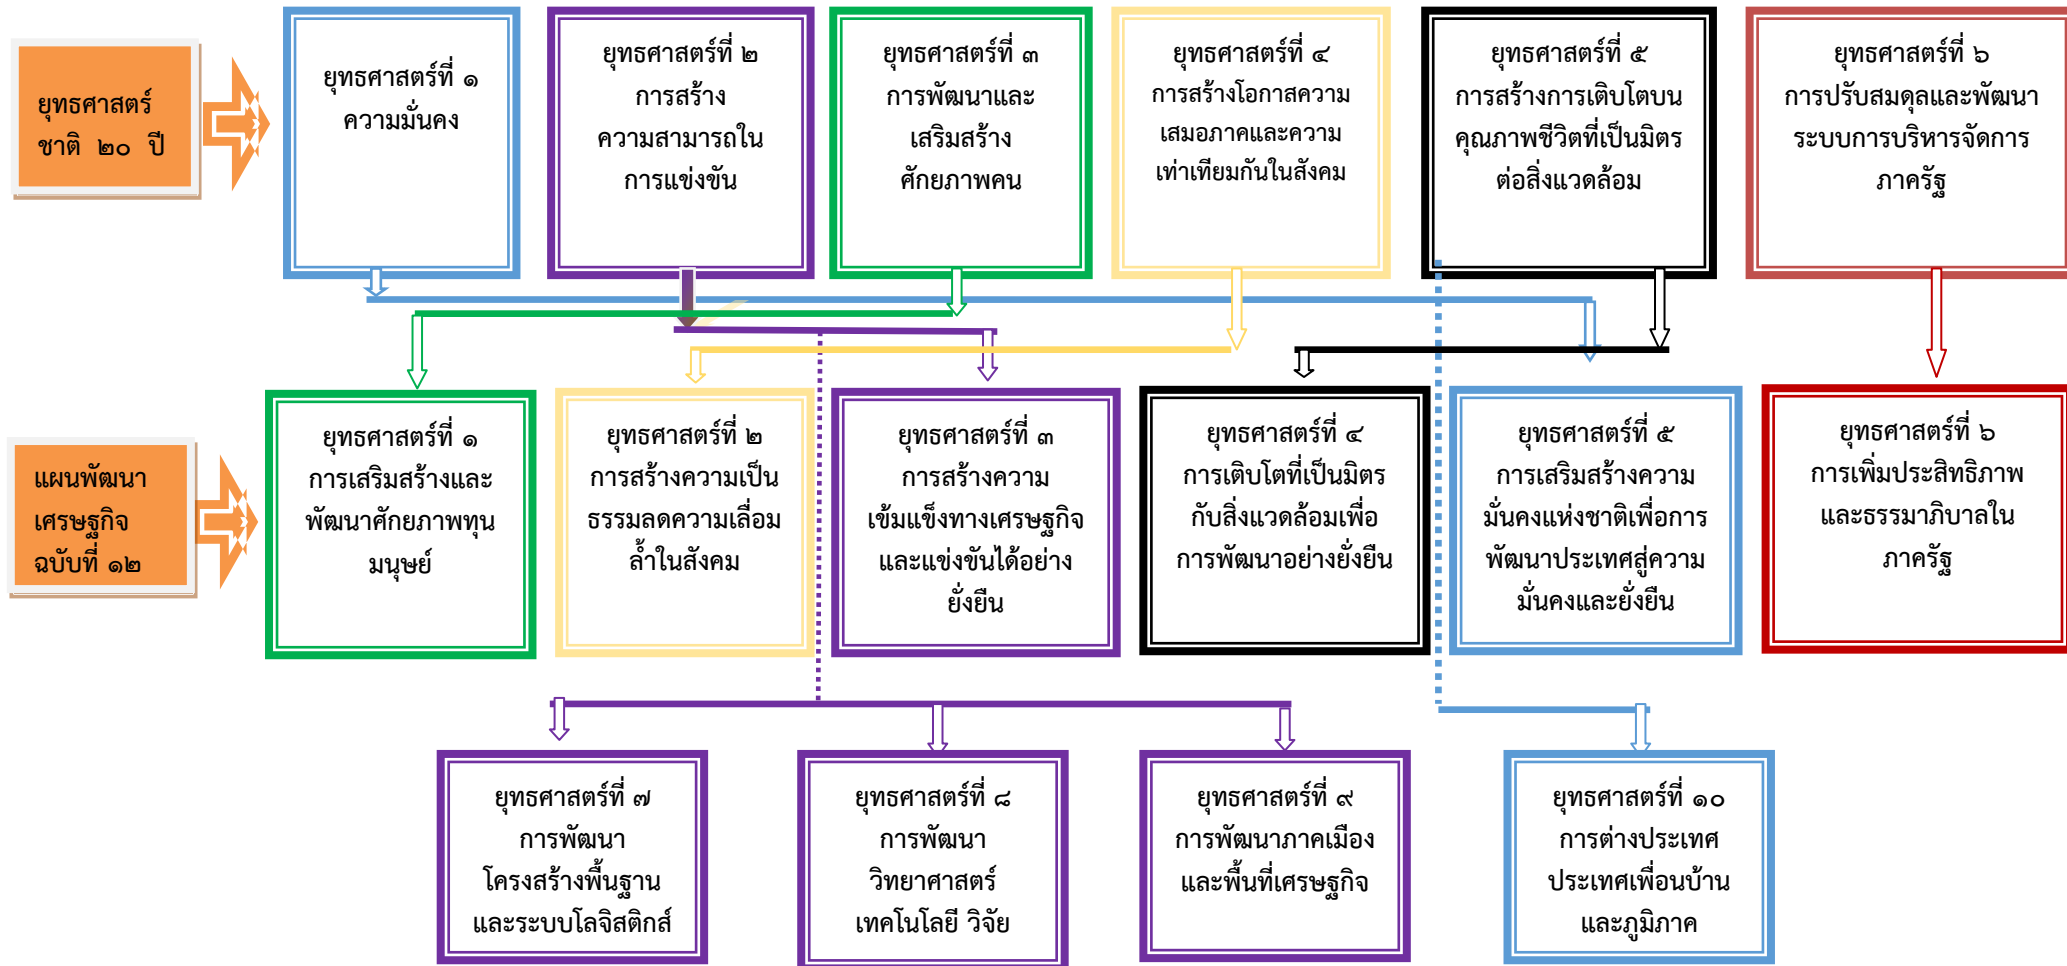 ยุทธศาสตร์
ชาติ ๒๐ ปี
ยุทธศาสตร์ที่ ๑
ความมั่นคง
ยุทธศาสตร์ที่ ๒
การสร้าง
ความสามารถใน
การแข่งขัน
ยุทธศาสตร์ที่ ๓
การพัฒนาและ
เสริมสร้าง
ศักยภาพคน
ยุทธศาสตร์ที่ ๔
การสร้างโอกาสความ
เสมอภาคและความ
เท่าเทียมกันในสังคม
ยุทธศาสตร์ที่ ๕
การสร้างการเติบโตบน
คุณภาพชีวิตที่เป็นมิตร
ต่อสิ่งแวดล้อม
ยุทธศาสตร์ที่ ๖
การปรับสมดุลและพัฒนา
ระบบการบริหารจัดการ
ภาครัฐ
แผนพัฒนา
เศรษฐกิจ
ฉบับที่ ๑๒
ยุทธศาสตร์ที่ ๑
การเสริมสร้างและ
พัฒนาศักยภาพทุน
มนุษย์
ยุทธศาสตร์ที่ ๒
การสร้างความเป็น
ธรรมลดความเลื่อม
ล้ำในสังคม
ยุทธศาสตร์ที่ ๓
การสร้างความ
เข้มแข็งทางเศรษฐกิจ
และแข่งขันได้อย่าง
ยั่งยืน
ยุทธศาสตร์ที่ ๔
การเติบโตที่เป็นมิตร
กับสิ่งแวดล้อมเพื่อ
การพัฒนาอย่างยั่งยืน
ยุทธศาสตร์ที่ ๕
การเสริมสร้างความ
มั่นคงแห่งชาติเพื่อการ
พัฒนาประเทศสู่ความ
มั่นคงและยั่งยืน
ยุทธศาสตร์ที่ ๖
การเพิ่มประสิทธิภาพ
และธรรมาภิบาลใน
ภาครัฐ
ยุทธศาสตร์ที่ ๗
การพัฒนา
โครงสร้างพื้นฐาน
และระบบโลจิสติกส์
ยุทธศาสตร์ที่ ๘
การพัฒนา
วิทยาศาสตร์
เทคโนโลยี วิจัย
ยุทธศาสตร์ที่ ๙
การพัฒนาภาคเมือง
และพื้นที่เศรษฐกิจ
ยุทธศาสตร์ที่ ๑๐
การต่างประเทศ
ประเทศเพื่อนบ้าน
และภูมิภาค